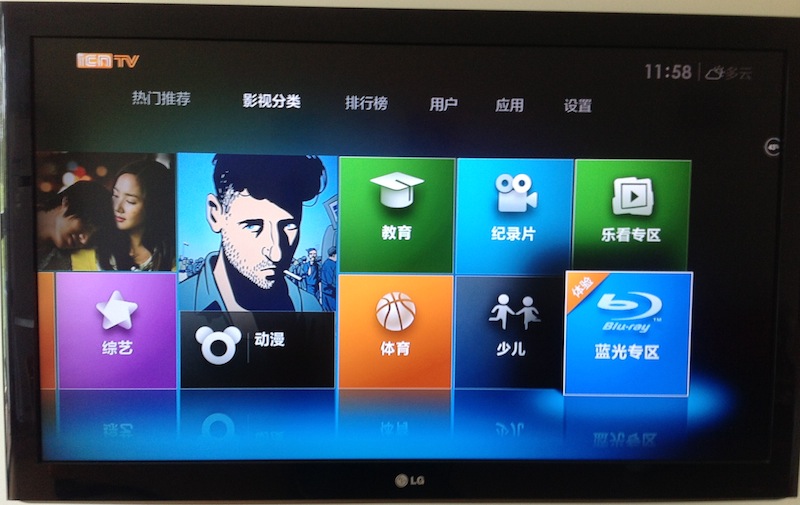 iCNTV
11:58 多云
热门推荐 影视分类 排行榜 用户 应用 设置
教育 纪录片 乐看专区
体验
Blu-ray™
综艺 动漫 体育 少儿 蓝光专区
LG